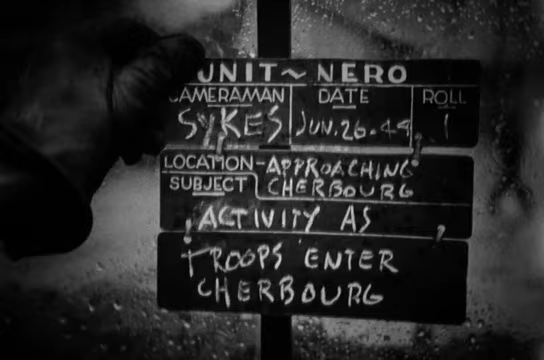 UNIT~ NERO
CAMERAMAN DATE ROLL
SYKES JUN.26-44 1
LOCATION-APPROACHING
SUBJECT CHERBOURG
ACTIVITY AS
TROOPS ENTER
CHERBOURG